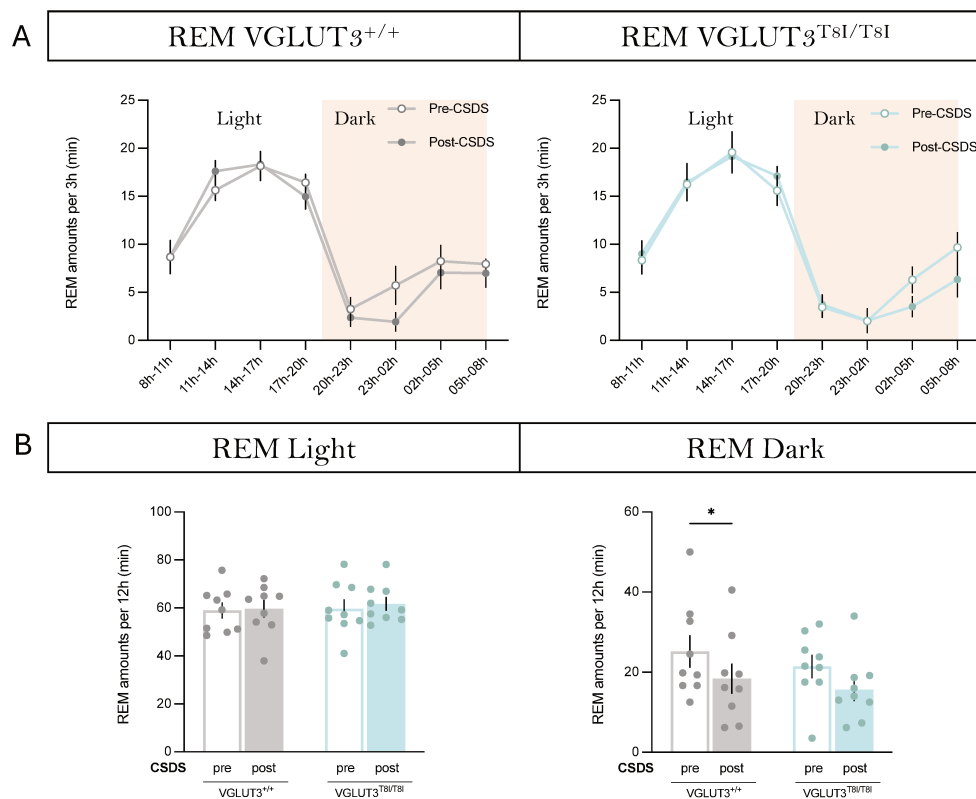 A
REM VGLUT3+/+
REM VGLUT3T8I/T8I
25
20
15
10
5
0
REM amounts per 3h (min)
Light
Dark
Pre-CSDS
Post-CSDS
8h-11h
11h-14h
14h-17h
17h-20h
20h-23h
23h-02h
02h-05h
05h-08h
25
20
15
10
5
0
REM amounts per 3h (min)
Light
Dark
Pre-CSDS
Post-CSDS
8h-11h
11h-14h
14h-17h
17h-20h
20h-23h
23h-02h
02h-05h
05h-08h
B
REM Light
REM Dark
100
80
60
40
20
0
REM amounts per 12h (min)
CSDS
pre
post
pre
post
VGLUT3+/+
VGLUT3T8I/T8I
60
40
20
0
REM amounts per 12h (min)
*
CSDS
pre
post
pre
post
VGLUT3+/+
VGLUT3T8I/T8I